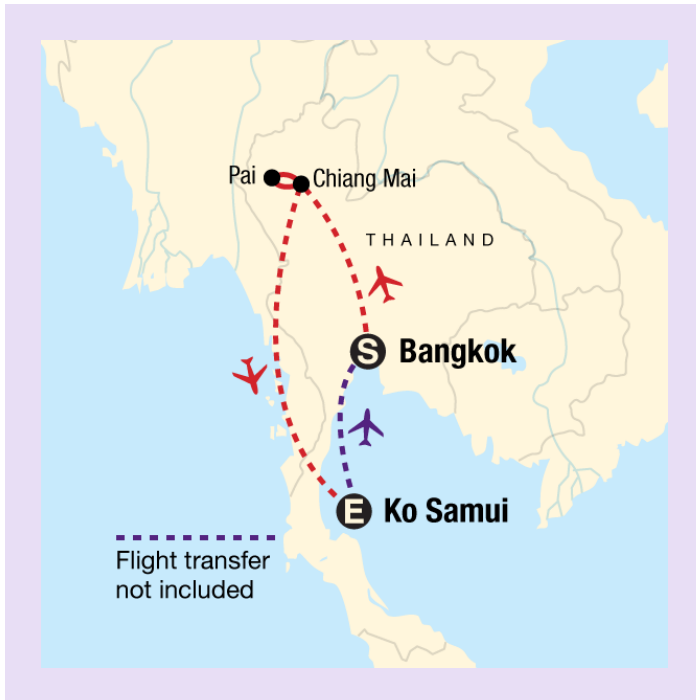 Pai
Chiang Mai
THAILAND
S Bangkok
E Ko Samui
Flight transfer
not included